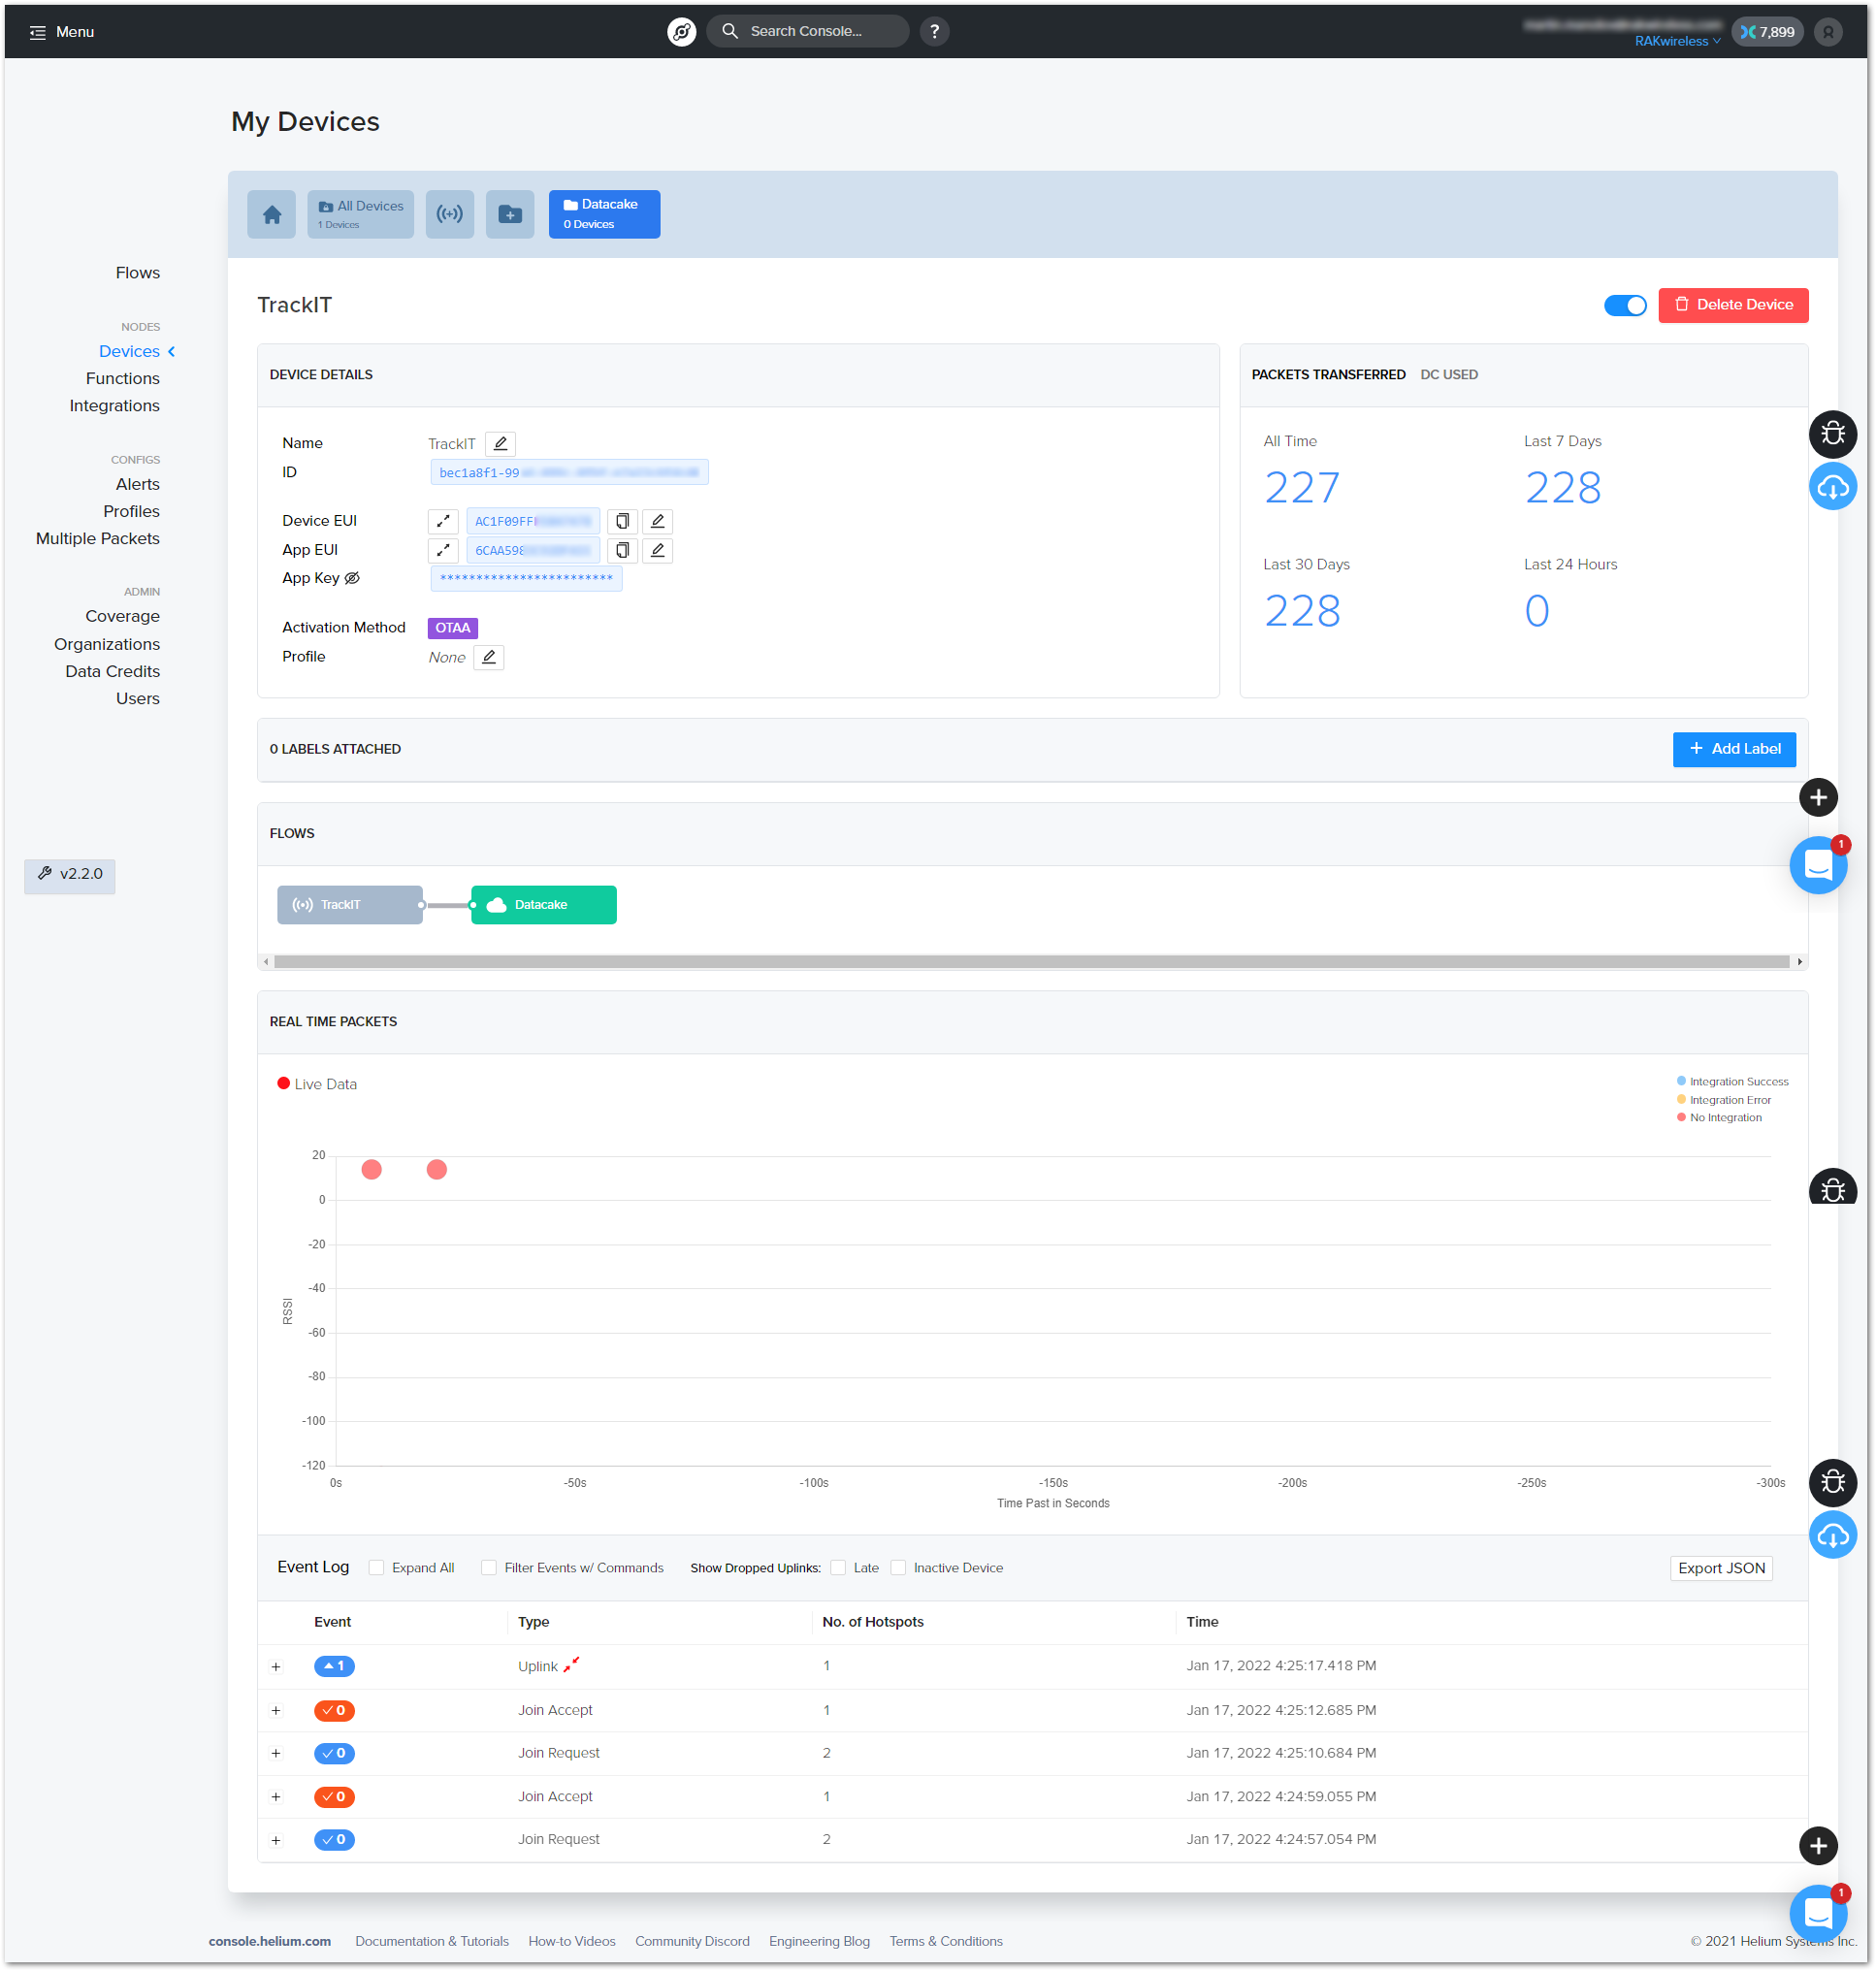 Menu
Search Console...
?
RAKwireless
7,899
My Devices
All Devices
1 Devices
Datacake
0 Devices
Flows
NODES
Devices
Functions
Integrations
CONFIGS
Alerts
Profiles
Multiple Packets
ADMIN
Coverage
Organizations
Data Credits
Users
v2.2.0
TrackIT
Delete Device
DEVICE DETAILS
Name TrackIT
ID bec1a8f1-99
Device EUI AC1F09FF
App EUI 6CAA598
App Key ************************
Activation Method OTAA
Profile None
PACKETS TRANSFERRED DC USED
All Time Last 7 Days
227 228
Last 30 Days Last 24 Hours
228 0
0 LABELS ATTACHED
+ Add Label
FLOWS
TrackIT Datacake
1
REAL TIME PACKETS
Live Data
Integration Success
Integration Error
No Integration
20
0
-20
-40
-60
-80
-100
-120
RSSI
0s -50s -100s -150s -200s -250s -300s
Time Past in Seconds
Event Log Expand All Filter Events w/ Commands Show Dropped Uplinks: Late Inactive Device Export JSON
Event Type No. of Hotspots Time
+ 1 Uplink 1 Jan 17, 2022 4:25:17.418 PM
+ 0 Join Accept 1 Jan 17, 2022 4:25:12.685 PM
+ 0 Join Request 2 Jan 17, 2022 4:25:10.684 PM
+ 0 Join Accept 1 Jan 17, 2022 4:24:59.055 PM
+ 0 Join Request 2 Jan 17, 2022 4:24:57.054 PM
1
console.helium.com Documentation & Tutorials How-to Videos Community Discord Engineering Blog Terms & Conditions © 2021 Helium Systems Inc.